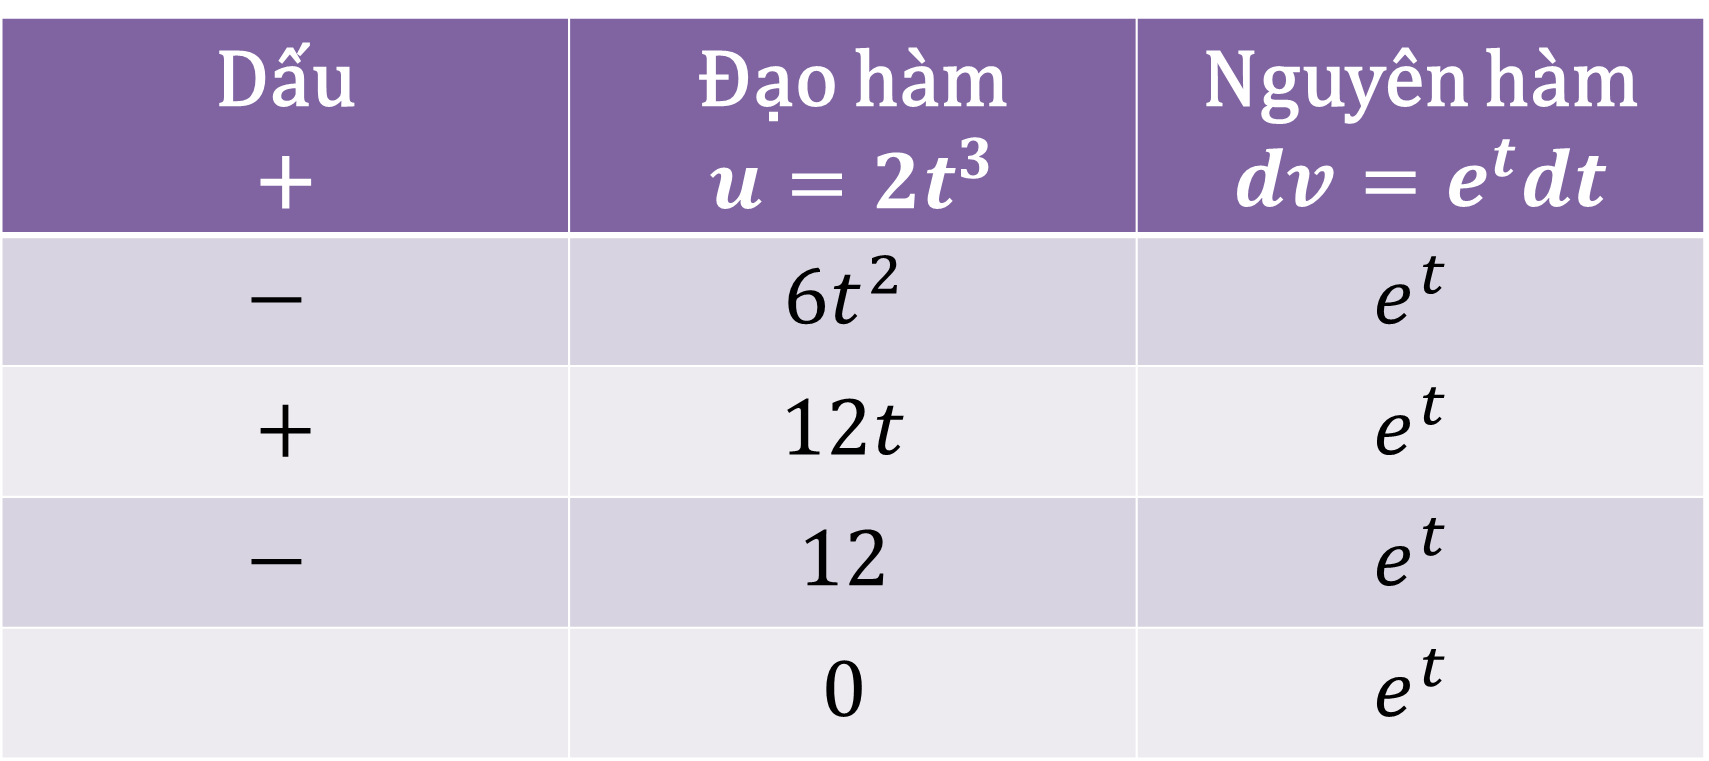 Dấu Đạo hàm Nguyên hàm
+ u = 2t³ dv = eᵗdt
− 6t² eᵗ
+ 12t eᵗ
− 12 eᵗ
0 eᵗ